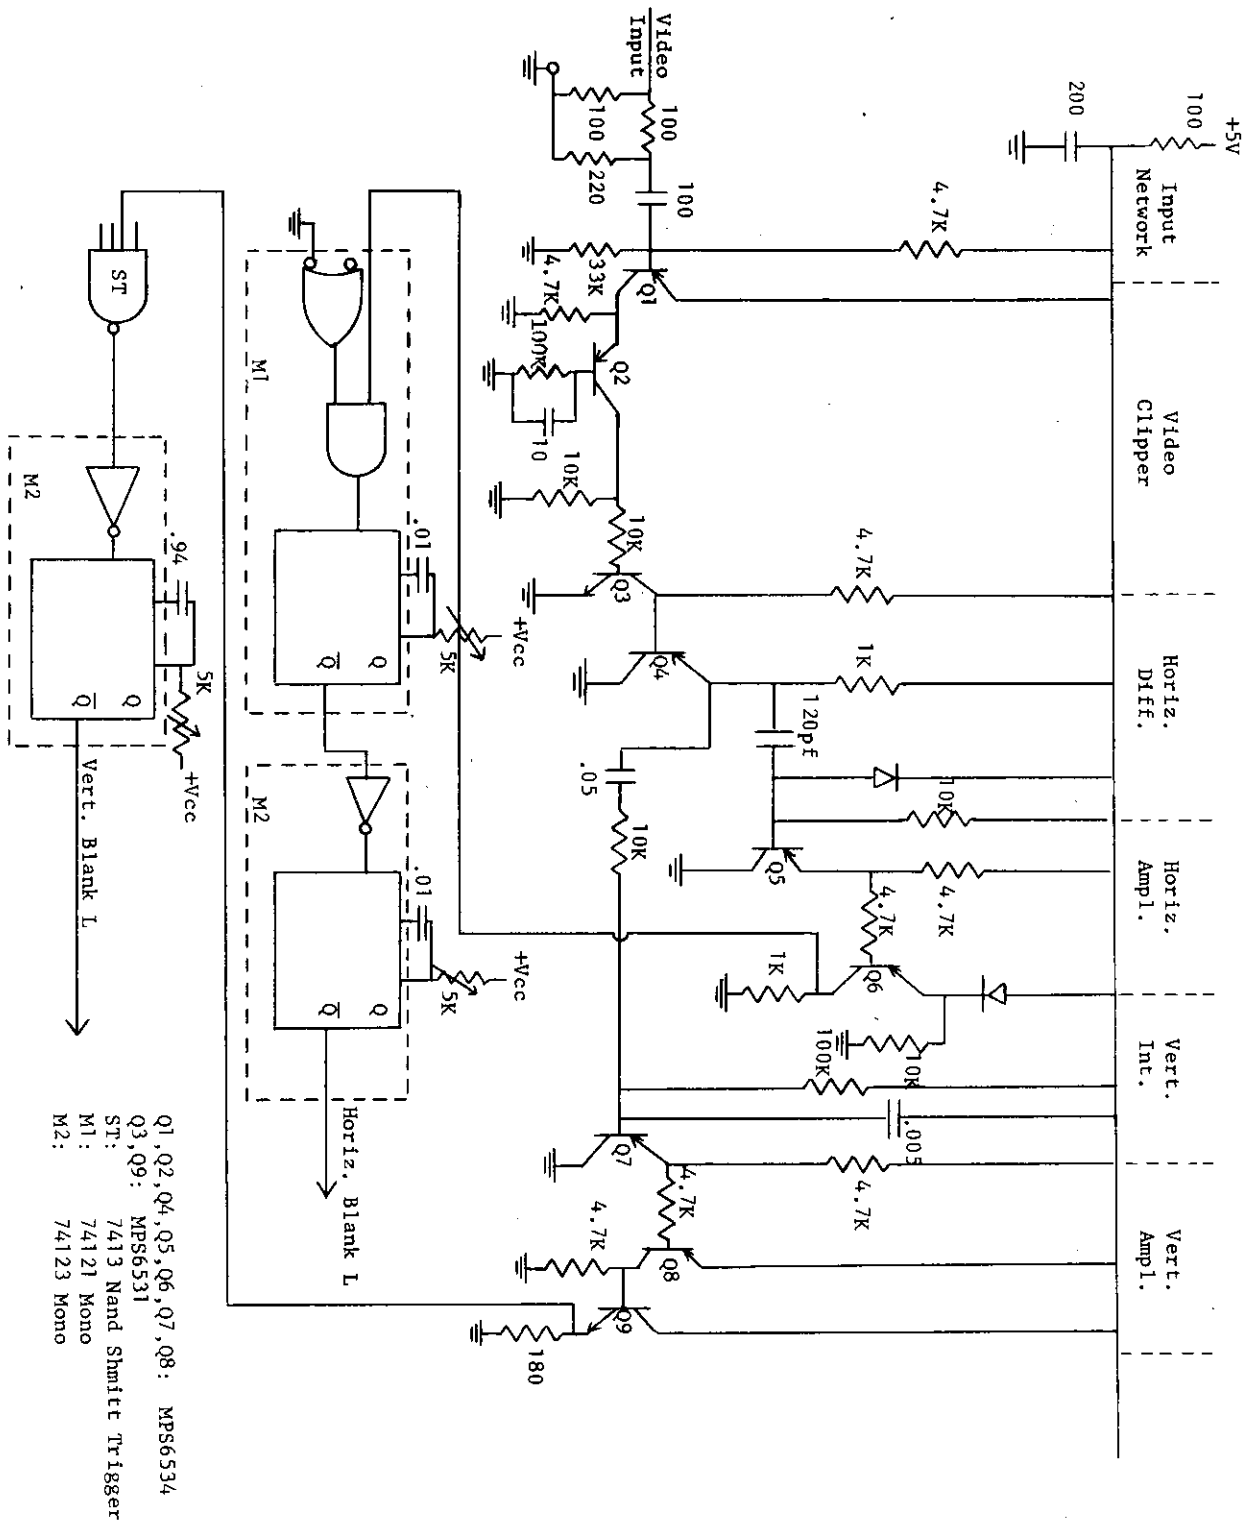 +5V
100
200
Input
Network
Video
Clipper
Horiz.
Diff.
Horiz.
Ampl.
Vert.
Int.
Vert.
Ampl.
Video
Input
100
100
220
100
4.7K
33K
Q1
4.7K
Q2
100K
10
10K
10K
Q3
4.7K
Q4
1K
120pf
.05
10K
10K
Q5
4.7K
4.7K
Q6
1K
10K
100K
.005
Q7
4.7K
4.7K
Q8
4.7K
Q9
180
M1
.01
5K
+Vcc
Q
Q̅
M2
.01
5K
+Vcc
Q̅
Horiz. Blank L
ST
M2
.94
5K
+Vcc
Q
Q̅
Vert. Blank L
Q1,Q2,Q4,Q5,Q6,Q7,Q8: MPS6534
Q3,Q9: MPS6531
ST: 7413 Nand Shmitt Trigger
M1: 74121 Mono
M2: 74123 Mono